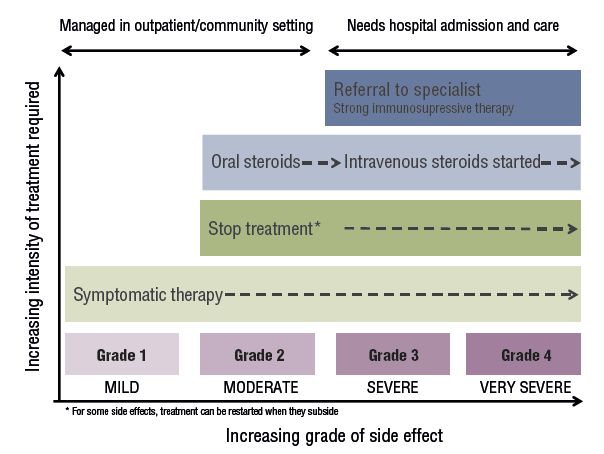 Managed in outpatient/community setting
Needs hospital admission and care
Increasing intensity of treatment required
Referral to specialist
Strong immunosupressive therapy
Oral steroids
Intravenous steroids started
Stop treatment*
Symptomatic therapy
Grade 1
Grade 2
Grade 3
Grade 4
MILD
MODERATE
SEVERE
VERY SEVERE
* For some side effects, treatment can be restarted when they subside
Increasing grade of side effect